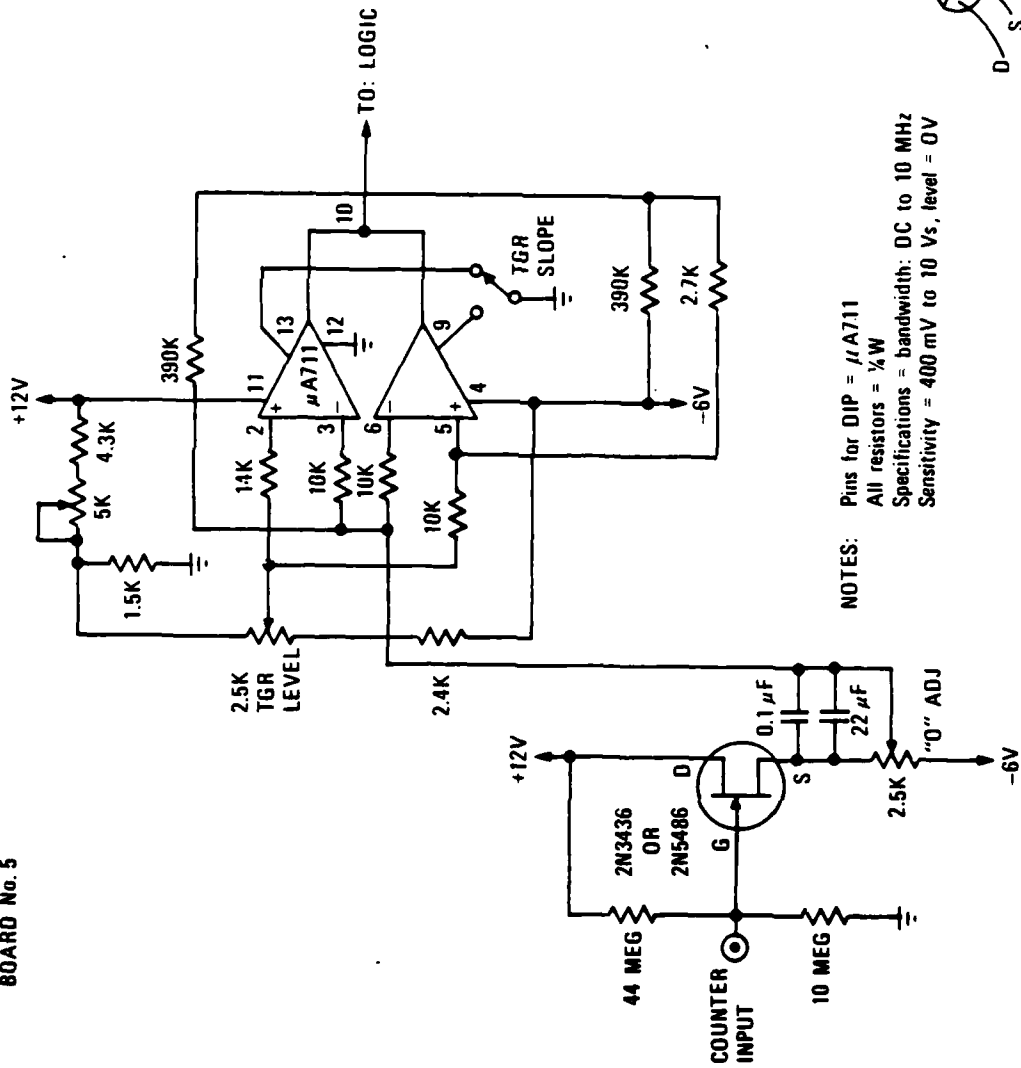 BOARD No. 5
+12V
5K
4.3K
1.5K
390K
2.5K
TGR
LEVEL
2.4K
14K
10K
10K
10K
2
3
6
5
+
−
−
+
11
μA711
13
12
4
9
10
TO: LOGIC
TGR
SLOPE
390K
2.7K
−6V
+12V
44 MEG
2N3436
OR
2N5486
D
G
S
0.1 μF
22 μF
COUNTER
INPUT
10 MEG
2.5K
"0" ADJ
−6V
NOTES: Pins for DIP = μA711
All resistors = ¼W
Specifications = bandwidth: DC to 10 MHz
Sensitivity = 400 mV to 10 Vs, level = 0V
D
S